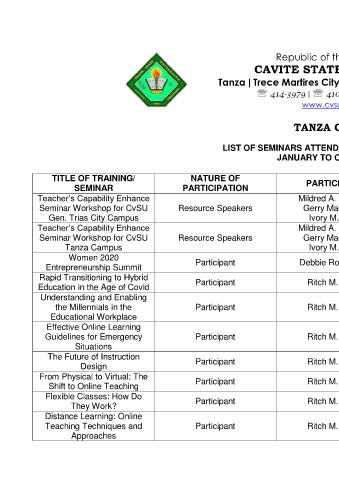 Republic of th
CAVITE STATE
Tanza | Trece Martires City
☏ 414-3979 | ☏
www.cvsu
TANZA C
LIST OF SEMINARS ATTEND
JANUARY TO O
TITLE OF TRAINING/
SEMINAR
NATURE OF
PARTICIPATION
PARTICI
Teacher's Capability Enhance
Seminar Workshop for CvSU
Gen. Trias City Campus
Resource Speakers
Mildred A.
Gerry Ma
Ivory M.
Teacher's Capability Enhance
Seminar Workshop for CvSU
Tanza Campus
Resource Speakers
Mildred A.
Gerry Ma
Ivory M.
Women 2020
Entrepreneurship Summit
Participant
Debbie Ro
Rapid Transitioning to Hybrid
Education in the Age of Covid
Participant
Ritch M.
Understanding and Enabling
the Millennials in the
Educational Workplace
Participant
Ritch M.
Effective Online Learning
Guidelines for Emergency
Situations
Participant
Ritch M.
The Future of Instruction
Design
Participant
Ritch M.
From Physical to Virtual: The
Shift to Online Teaching
Participant
Ritch M.
Flexible Classes: How Do
They Work?
Participant
Ritch M.
Distance Learning: Online
Teaching Techniques and
Approaches
Participant
Ritch M.